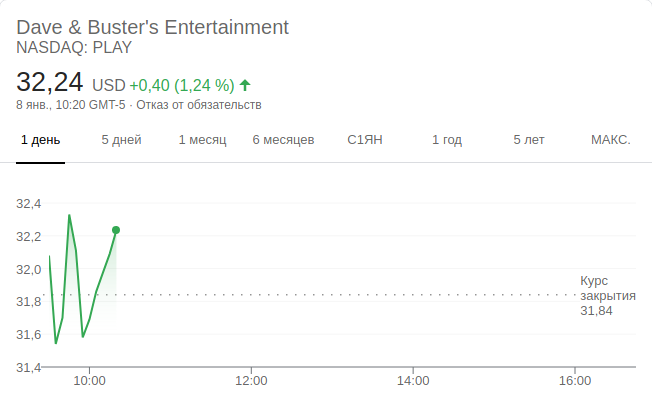 Dave & Buster's Entertainment
NASDAQ: PLAY
32,24 USD +0,40 (1,24 %)
8 янв., 10:20 GMT-5 · Отказ от обязательств
1 день 5 дней 1 месяц 6 месяцев С1ЯН 1 год 5 лет МАКС.
32,4
32,2
32,0
31,8
31,6
31,4
Курс
закрытия
31,84
10:00 12:00 14:00 16:00